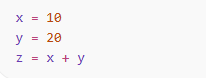 x = 10
y = 20
z = x + y